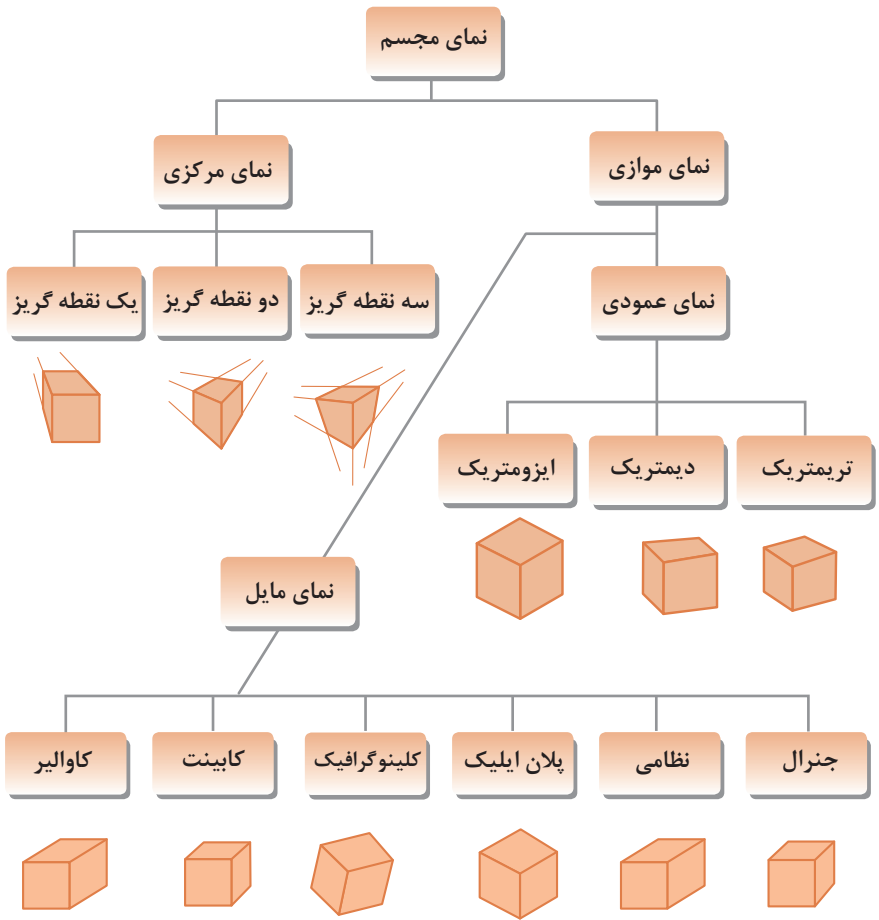 نمای مجسم
نمای موازی
نمای مرکزی
نمای عمودی
سه نقطه گریز
دو نقطه گریز
یک نقطه گریز
تریمتریک
دیمتریک
ایزومتریک
نمای مایل
جنرال
نظامی
پلان ایلیک
کلینوگرافیک
کابینت
کاوالیر